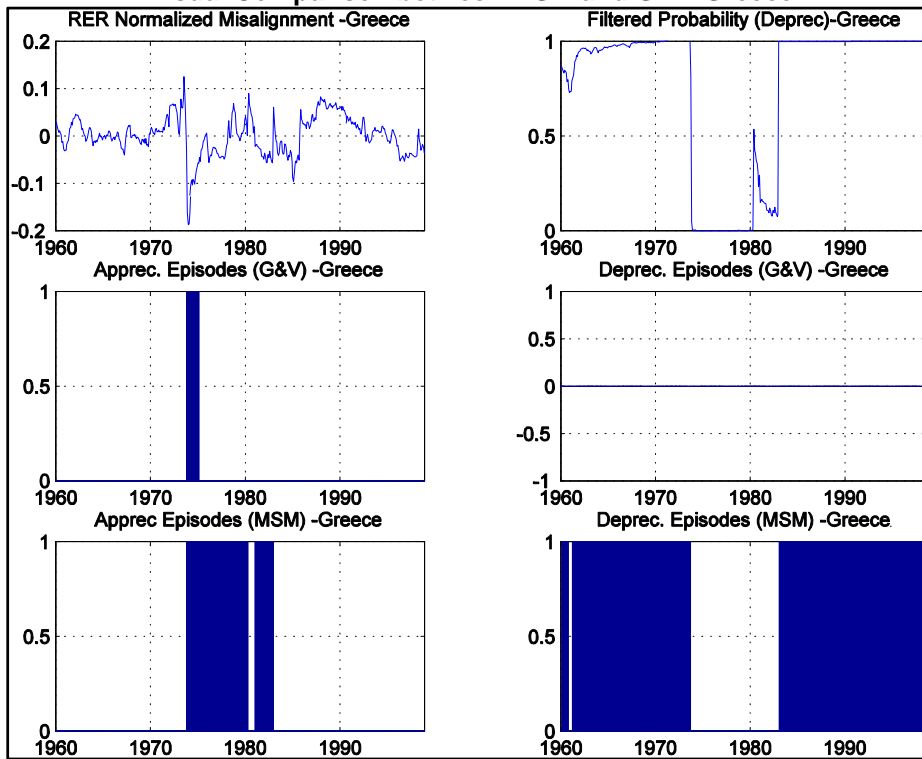 RER Normalized Misalignment -Greece
0.2
0.1
0
-0.1
-0.2
1960 1970 1980 1990
Filtered Probability (Deprec)-Greece
1
0.5
0
1960 1970 1980 1990
Apprec. Episodes (G&V) -Greece
1
0.5
0
1960 1970 1980 1990
Deprec. Episodes (G&V) -Greece
1
0.5
0
-0.5
-1
1960 1970 1980 1990
Apprec Episodes (MSM) -Greece
1
0.5
0
1960 1970 1980 1990
Deprec. Episodes (MSM) -Greece
1
0.5
0
1960 1970 1980 1990